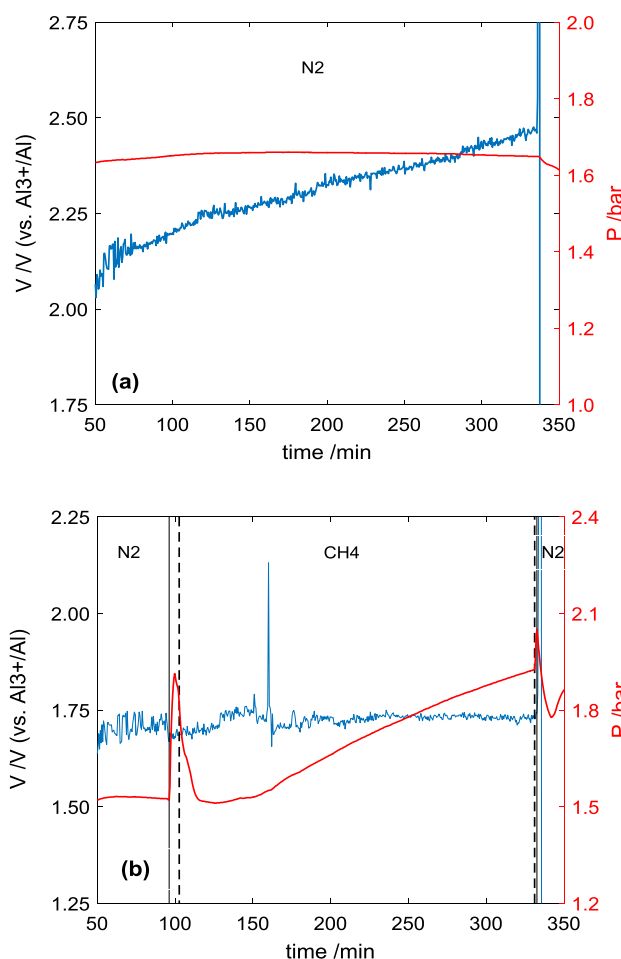 2.75
2.50
2.25
2.00
1.75
V /V (vs. Al3+/Al)
N2
(a)
2.0
1.8
1.6
1.4
1.2
1.0
P /bar
50 100 150 200 250 300 350
time /min
2.25
2.00
1.75
1.50
1.25
V /V (vs. Al3+/Al)
N2 CH4 N2
(b)
2.4
2.1
1.8
1.5
1.2
P /bar
50 100 150 200 250 300 350
time /min